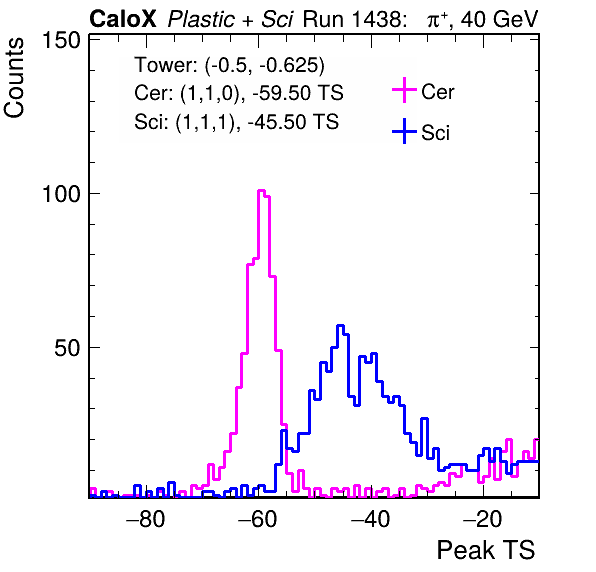 CaloX Plastic + Sci Run 1438: π+, 40 GeV
Counts
150
100
50
Tower: (-0.5, -0.625)
Cer: (1,1,0), -59.50 TS
Sci: (1,1,1), -45.50 TS
Cer
Sci
−80 −60 −40 −20
Peak TS